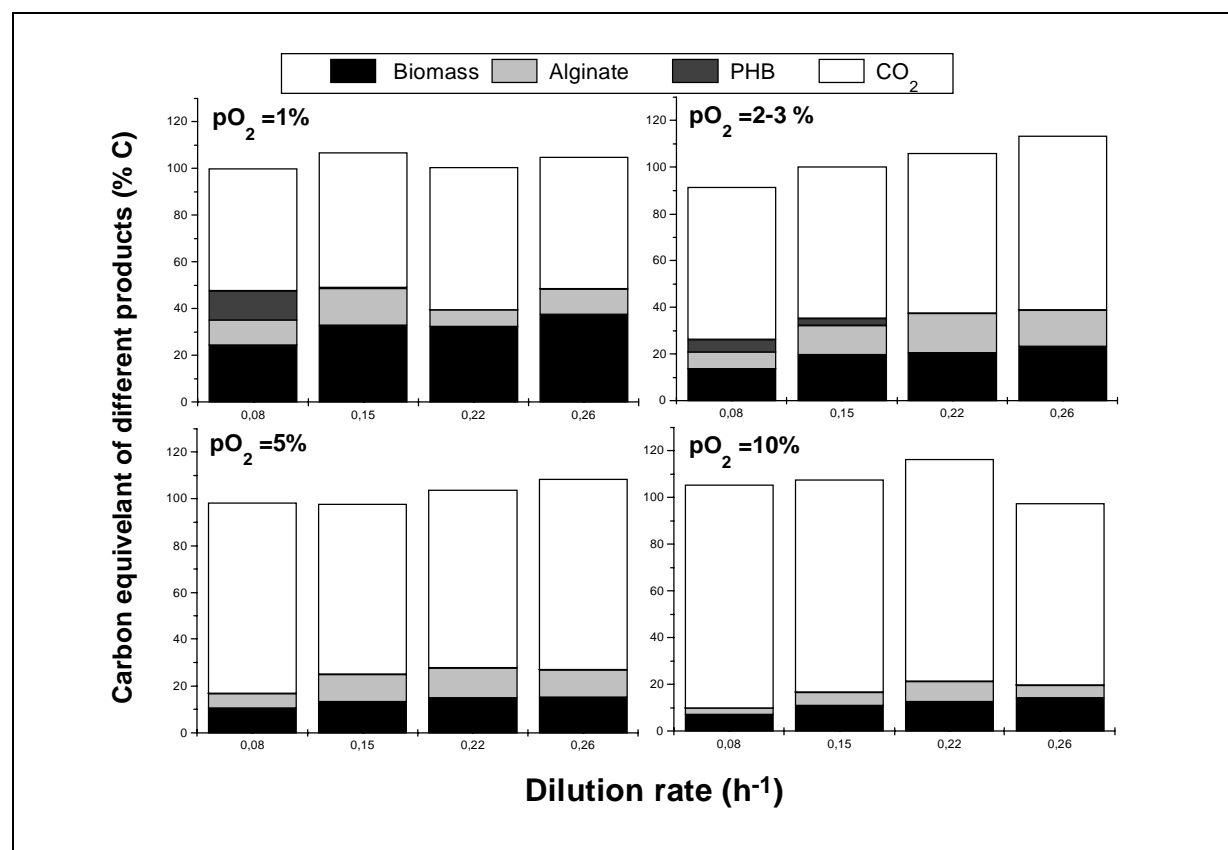 Biomass Alginate PHB CO2
Carbon equivelant of different products (% C)
pO2 =1%
120
100
80
60
40
20
0
0,08 0,15 0,22 0,26
pO2 =2-3 %
120
100
80
60
40
20
0
0,08 0,15 0,22 0,26
pO2 =5%
120
100
80
60
40
20
0
0,08 0,15 0,22 0,26
pO2 =10%
120
100
80
60
40
20
0
0,08 0,15 0,22 0,26
Dilution rate (h-1)